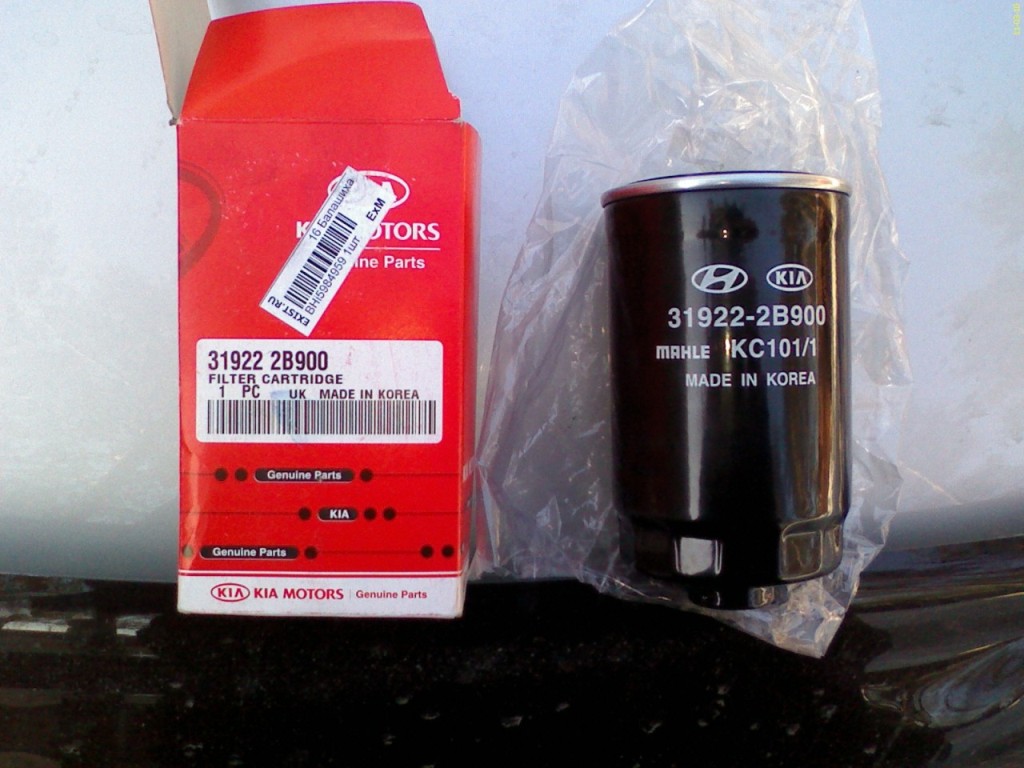 KIA
KIA MOTORS
Genuine Parts
16 Балашиха
ExM
BHI5984959 1шт.
EXIST.RU
31922 2B900
FILTER CARTRIDGE
1 PC UK MADE IN KOREA
Genuine Parts
KIA
Genuine Parts
KIA KIA MOTORS Genuine Parts
KIA
31922-2B900
MAHLE KC101/1
MADE IN KOREA